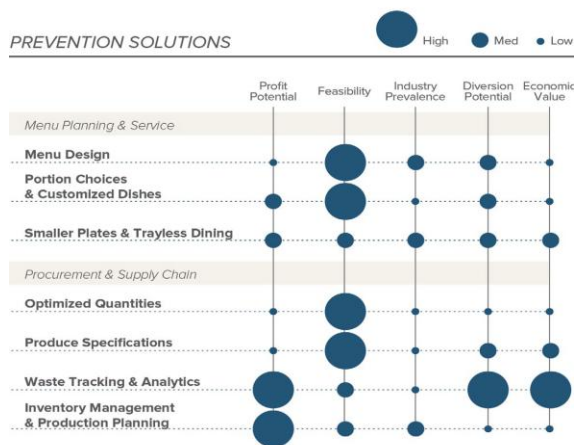 PREVENTION SOLUTIONS
High
Med
Low
Profit Potential
Feasibility
Industry Prevalence
Diversion Potential
Economic Value
Menu Planning & Service
Menu Design
Portion Choices
& Customized Dishes
Smaller Plates & Trayless Dining
Procurement & Supply Chain
Optimized Quantities
Produce Specifications
Waste Tracking & Analytics
Inventory Management
& Production Planning